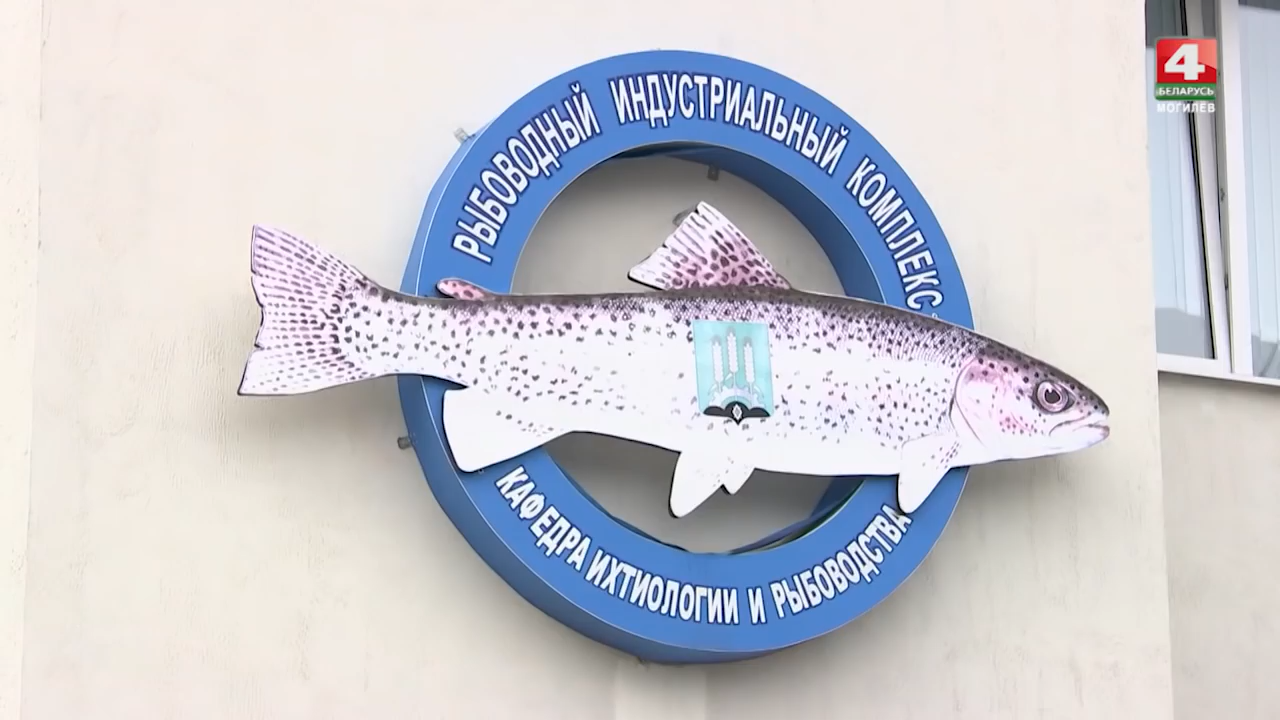 РЫБОВОДНЫЙ ИНДУСТРИАЛЬНЫЙ КОМПЛЕКС
КАФЕДРА ИХТИОЛОГИИ И РЫБОВОДСТВА
4
БЕЛАРУСЬ
МОГИЛЕВ